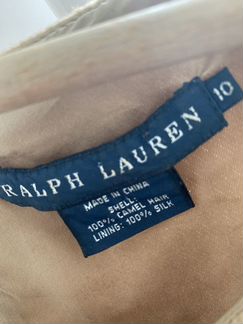 RALPH LAUREN
10
MADE IN CHINA
SHELL:
100% CAMEL HAIR
LINING: 100% SILK